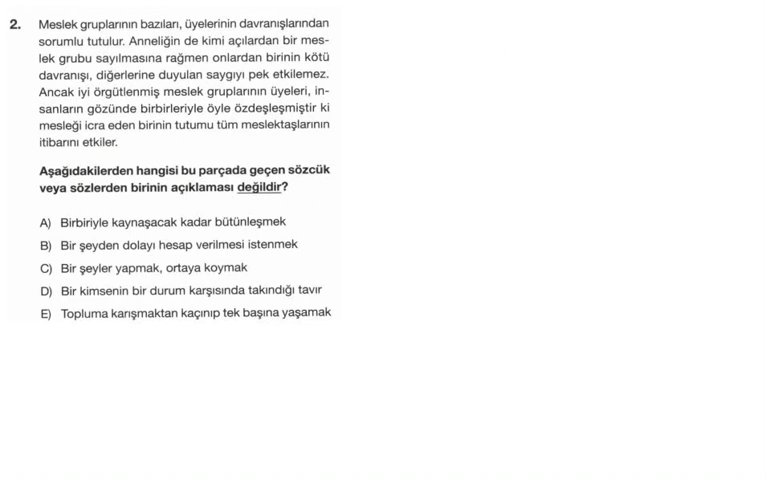 2. Meslek gruplarının bazıları, üyelerinin davranışlarından
sorumlu tutulur. Anneliğin de kimi açılardan bir mes-
lek grubu sayılmasına rağmen onlardan birinin kötü
davranışı, diğerlerine duyulan saygıyı pek etkilemez.
Ancak iyi örgütlenmiş meslek gruplarının üyeleri, in-
sanların gözünde birbirleriyle öyle özdeşleşmiştir ki
mesleği icra eden birinin tutumu tüm meslektaşlarının
itibarını etkiler.
Aşağıdakilerden hangisi bu parçada geçen sözcük
veya sözlerden birinin açıklaması değildir?
A) Birbiriyle kaynaşacak kadar bütünleşmek
B) Bir şeyden dolayı hesap verilmesi istenmek
C) Bir şeyler yapmak, ortaya koymak
D) Bir kimsenin bir durum karşısında takındığı tavır
E) Topluma karışmaktan kaçınıp tek başına yaşamak